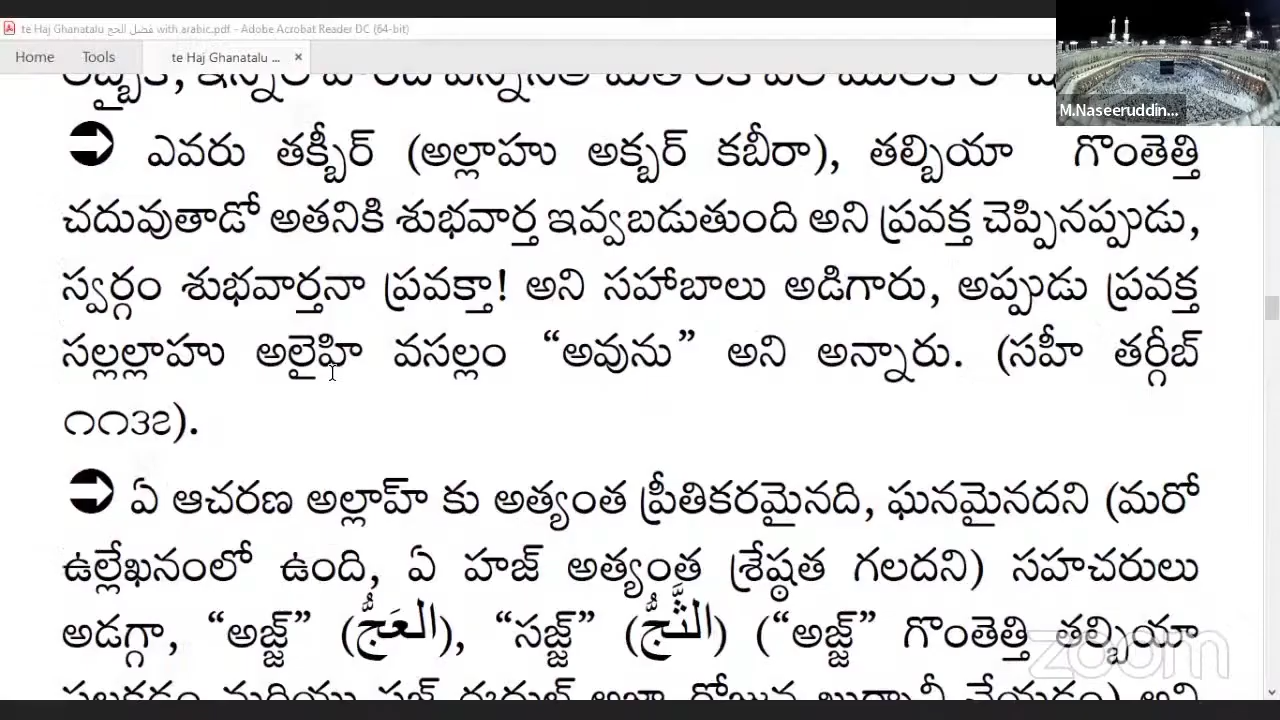 te Haj Ghanatalu فضل الحج with arabic.pdf - Adobe Acrobat Reader DC (64-bit)
Home Tools te Haj Ghanatalu ... ×
M.Naseeruddin...
ఎవరు తక్బీర్ (అల్లాహు అక్బర్ కబీరా), తల్బియా గొంతెత్తి
చదువుతాడో అతనికి శుభవార్త ఇవ్వబడుతుంది అని ప్రవక్త చెప్పినప్పుడు,
స్వర్గం శుభవార్తనా ప్రవక్తా! అని సహాబాలు అడిగారు, అప్పుడు ప్రవక్త
సల్లల్లాహు అలైహి వసల్లం “అవును” అని అన్నారు. (సహీ తర్గీబ్
౧౧౩౭).
ఏ ఆచరణ అల్లాహ్ కు అత్యంత ప్రీతికరమైనది, ఘనమైనదని (మరో
ఉల్లేఖనంలో ఉంది, ఏ హజ్ అత్యంత శ్రేష్ఠత గలదని) సహచరులు
అడగ్గా, “అజ్జ్” (العَجُّ), “సజ్జ్” (الثَّجُّ) (“అజ్జ్” గొంతెత్తి తల్బియా
zoom